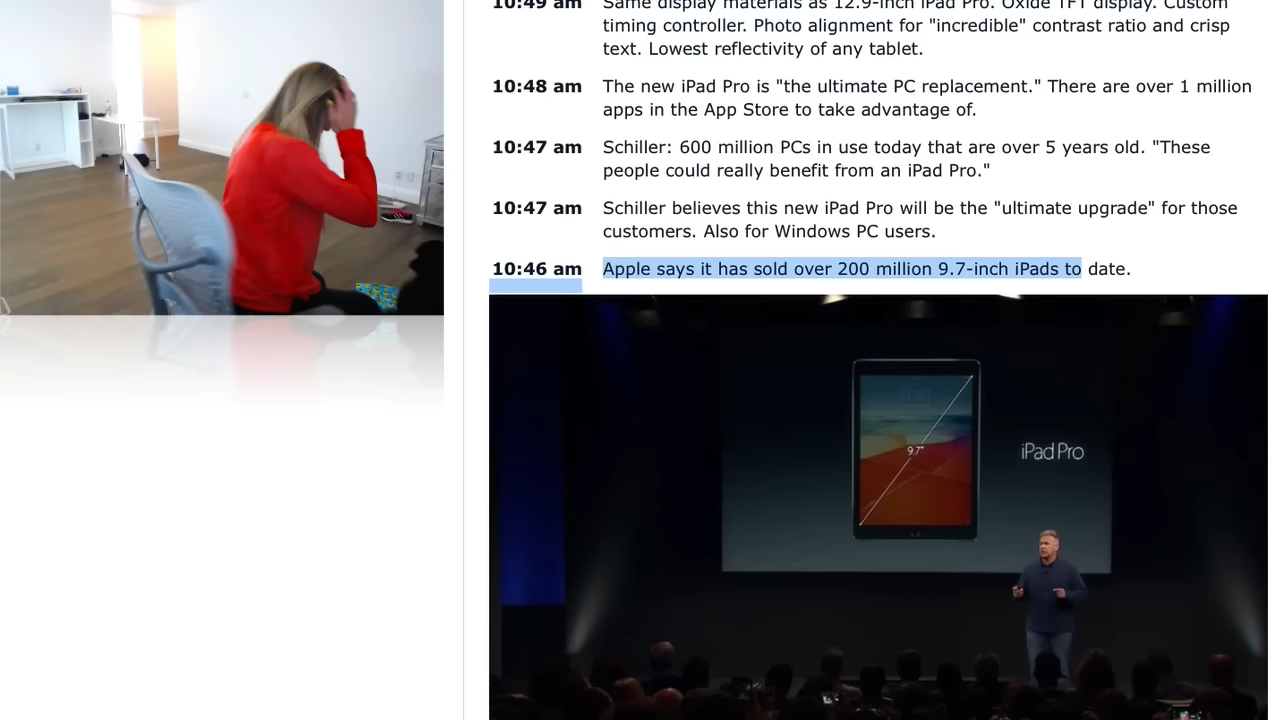 10:49 am Same display materials as 12.9-inch iPad Pro. Oxide TFT display. Custom
timing controller. Photo alignment for "incredible" contrast ratio and crisp
text. Lowest reflectivity of any tablet.
10:48 am The new iPad Pro is "the ultimate PC replacement." There are over 1 million
apps in the App Store to take advantage of.
10:47 am Schiller: 600 million PCs in use today that are over 5 years old. "These
people could really benefit from an iPad Pro."
10:47 am Schiller believes this new iPad Pro will be the "ultimate upgrade" for those
customers. Also for Windows PC users.
10:46 am Apple says it has sold over 200 million 9.7-inch iPads to date.
9:41
9.7"
iPad Pro